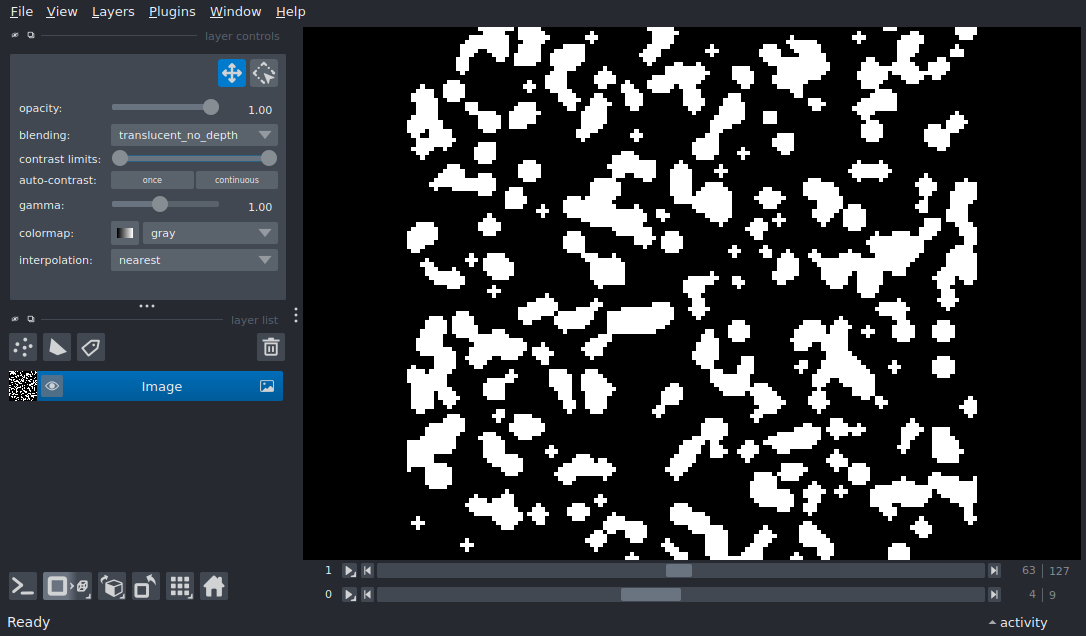 File View Layers Plugins Window Help
layer controls
opacity: 1.00
blending: translucent_no_depth
contrast limits:
auto-contrast: once continuous
gamma: 1.00
colormap: gray
interpolation: nearest
layer list
Image
1 63 127
0 4 9
Ready activity